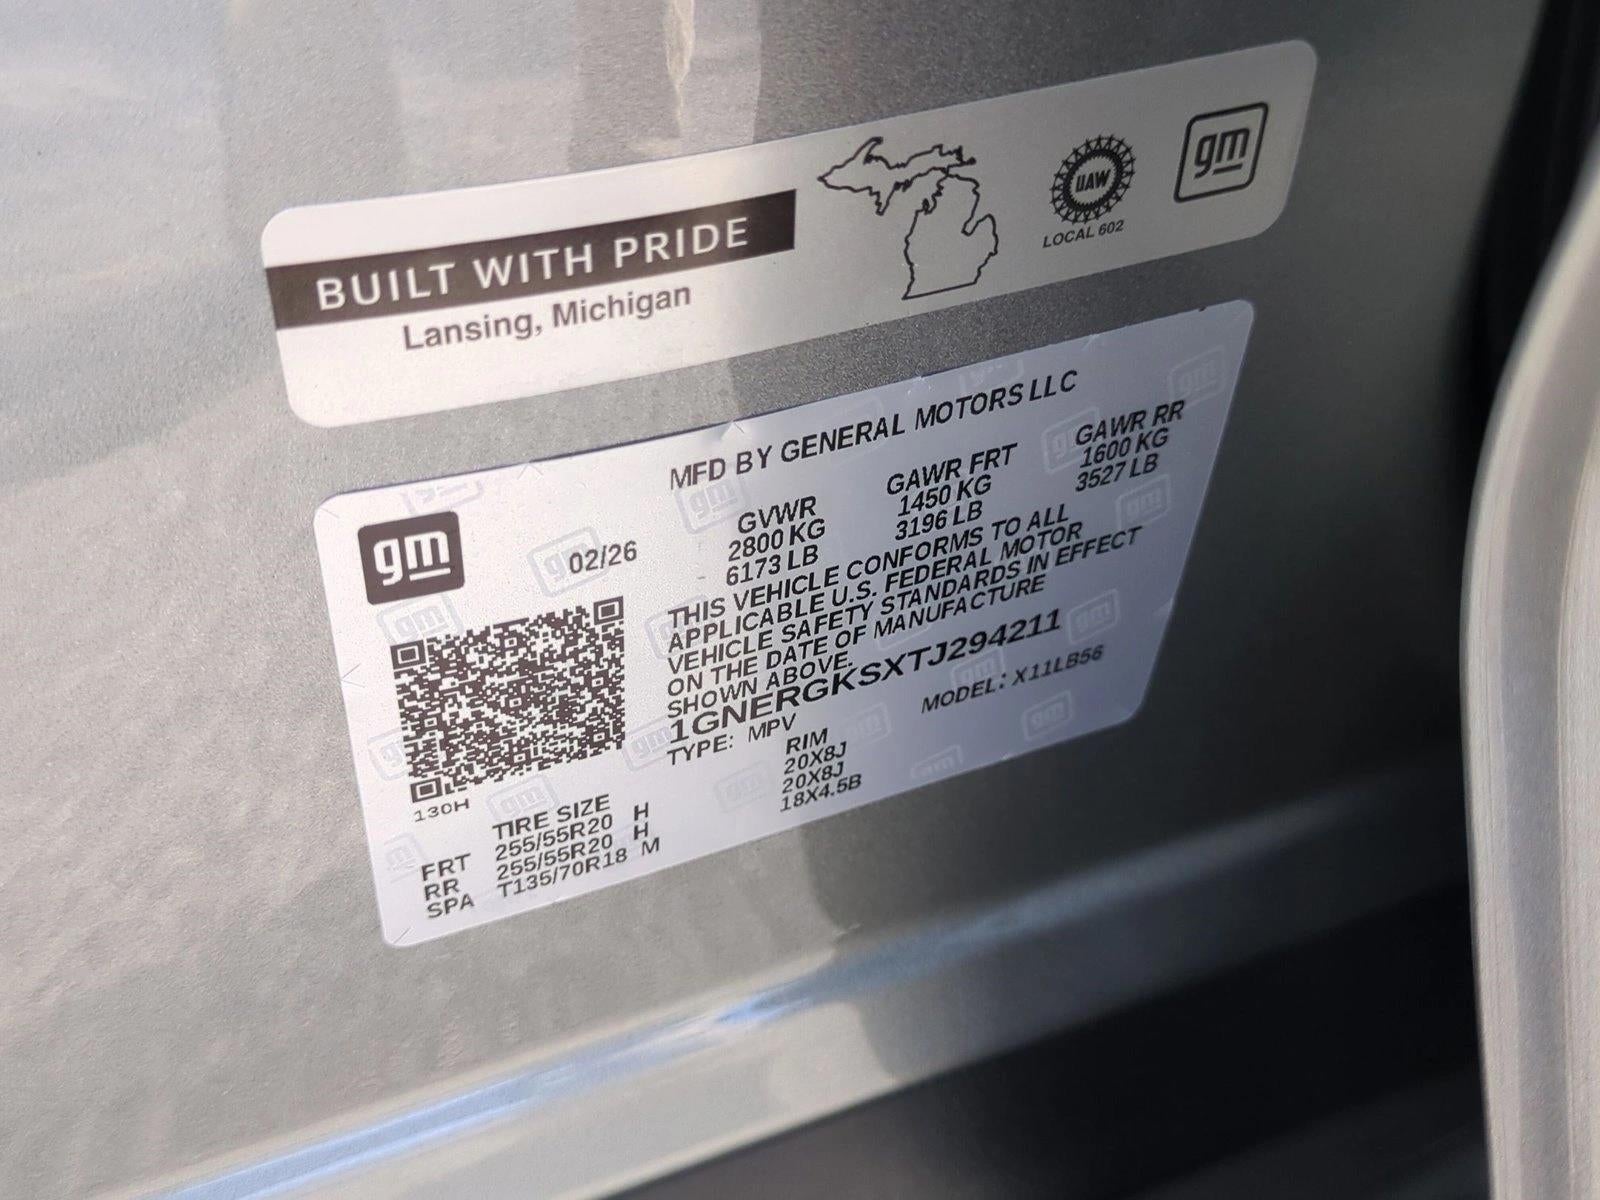 BUILT WITH PRIDE
Lansing, Michigan
UAW
LOCAL 602
gm
MFD BY GENERAL MOTORS LLC
gm
02/26
GVWR
2800 KG
6173 LB
GAWR FRT
1450 KG
3196 LB
GAWR RR
1600 KG
3527 LB
THIS VEHICLE CONFORMS TO ALL
APPLICABLE U.S. FEDERAL MOTOR
VEHICLE SAFETY STANDARDS IN EFFECT
ON THE DATE OF MANUFACTURE
SHOWN ABOVE.
1GNERGKSXTJ294211
TYPE: MPV
MODEL: X11LB56
130H
TIRE SIZE
RIM
FRT 255/55R20 H 20X8J
RR 255/55R20 H 20X8J
SPA T135/70R18 M 18X4.5B